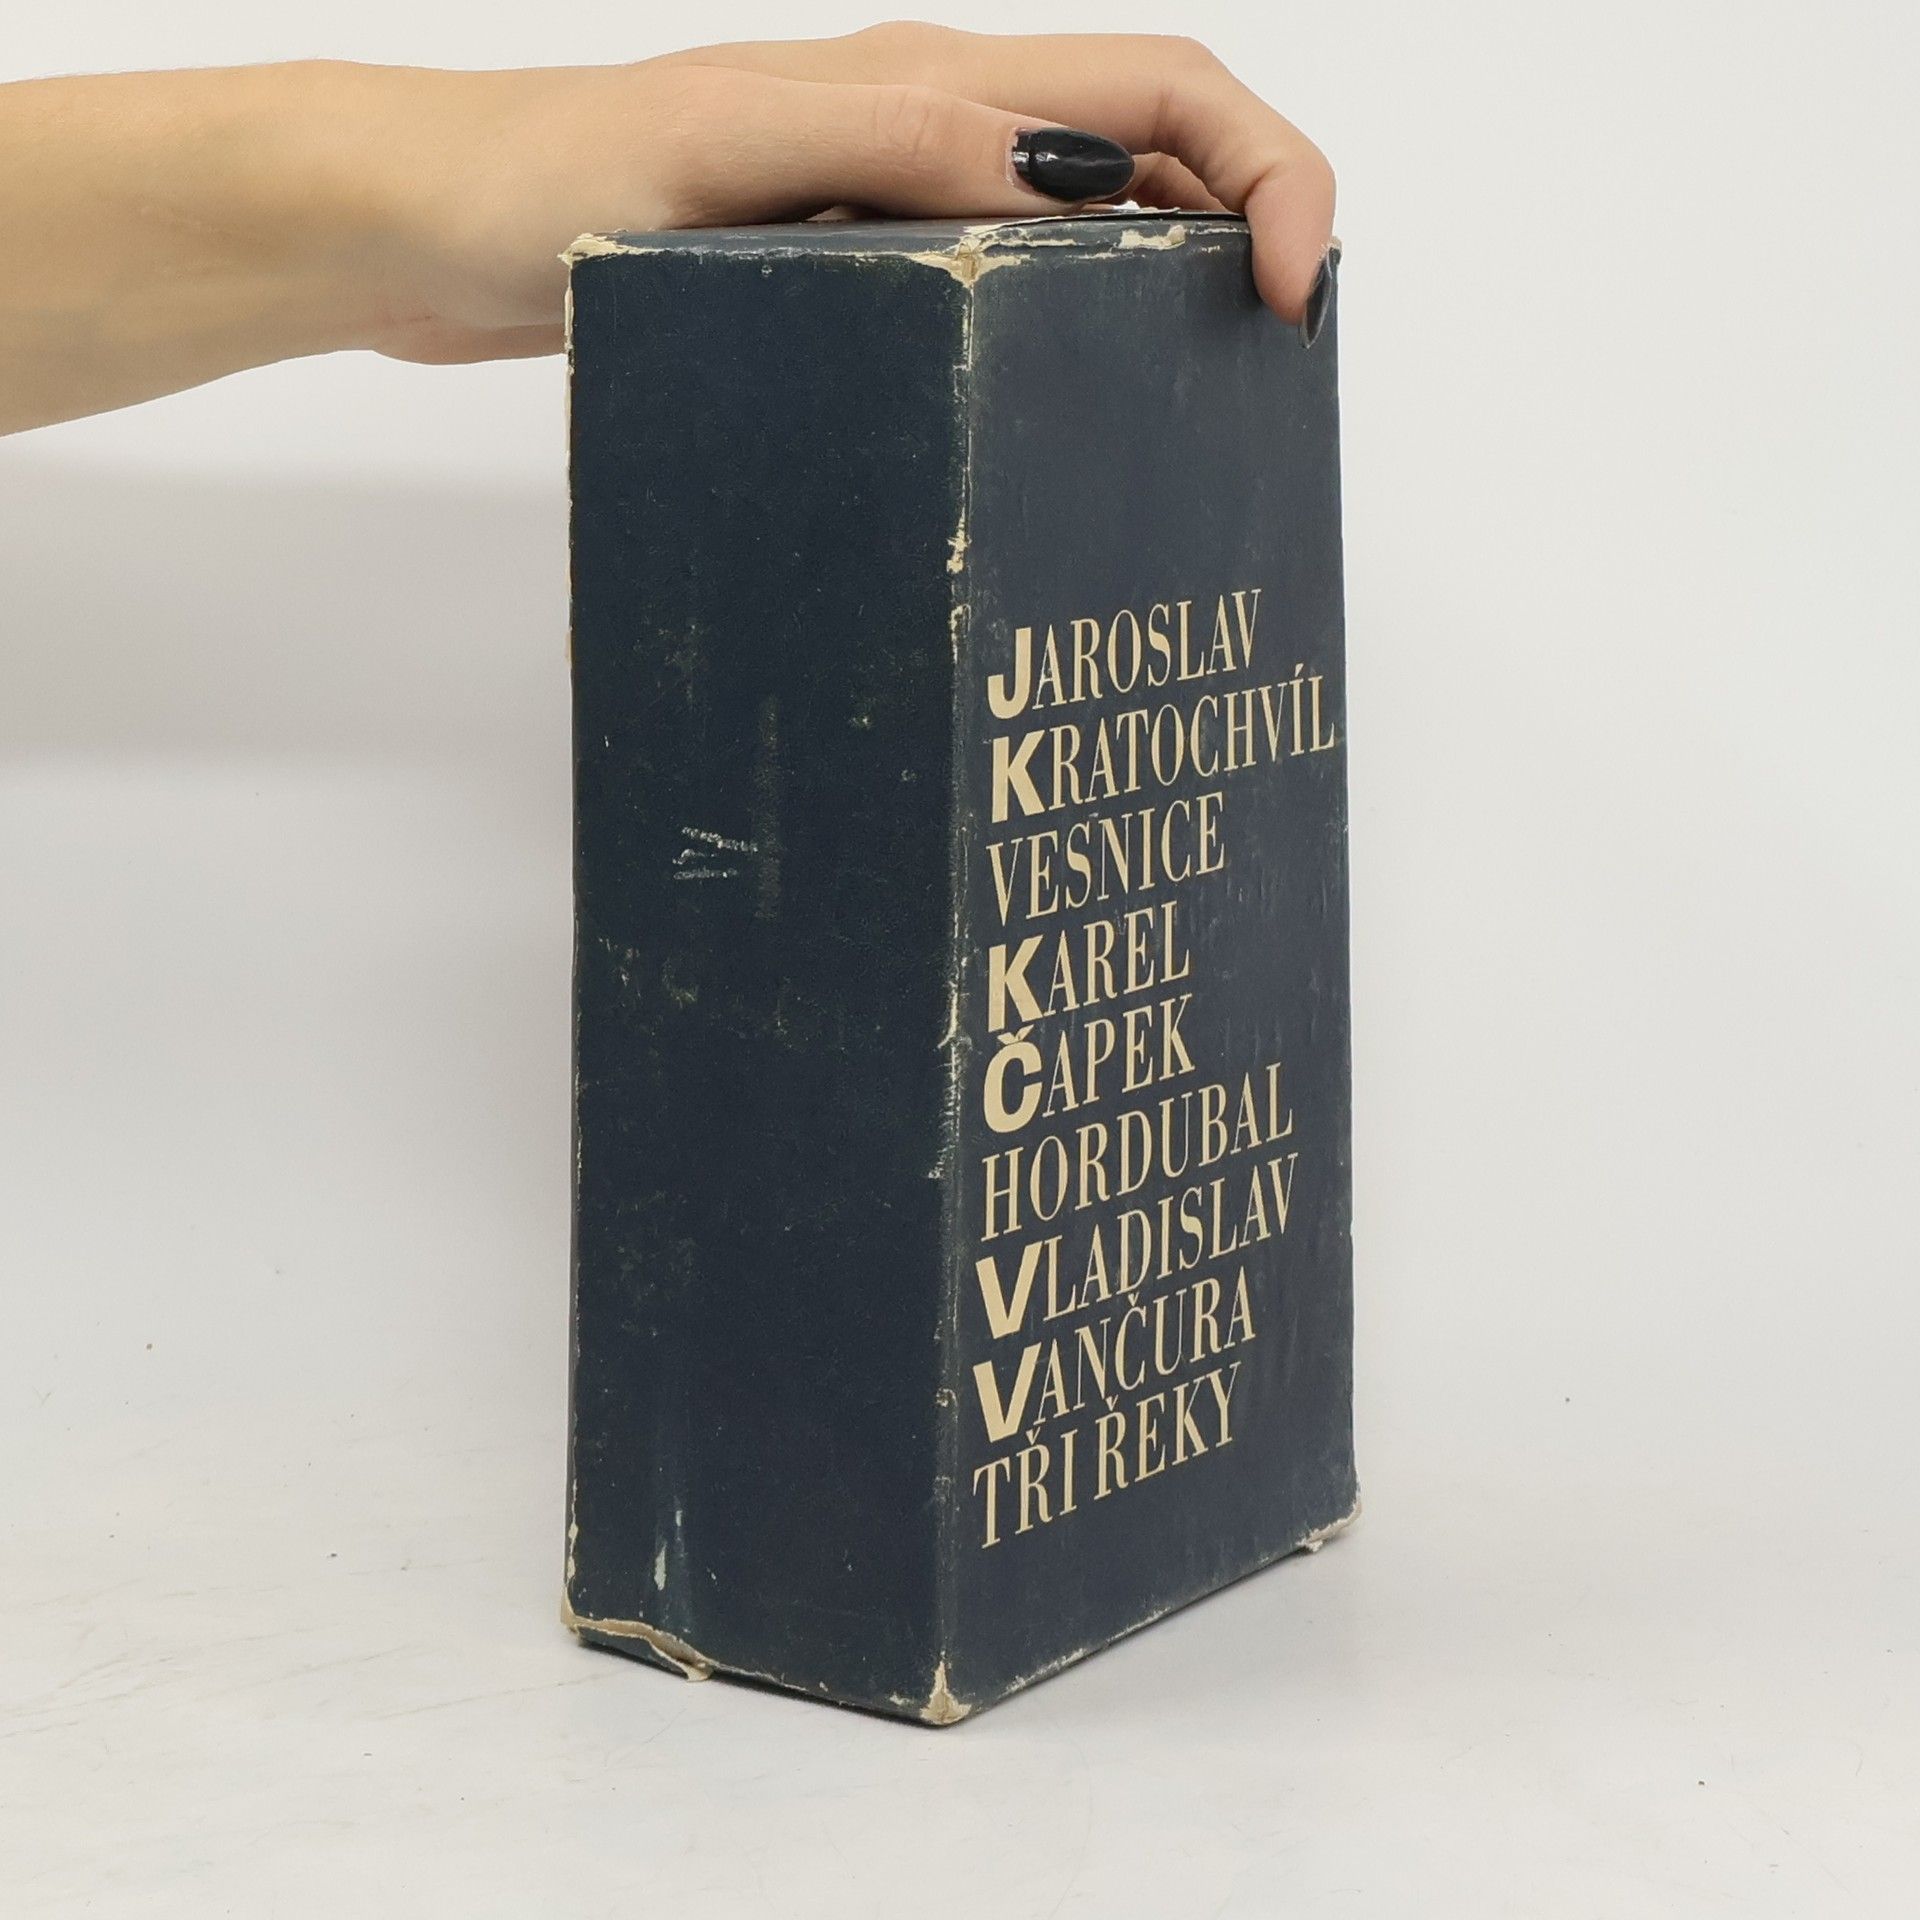 JAROSLAV
KRATOCHVÍL
VESNICE
KAREL
ČAPEK
HORDUBAL
VLADISLAV
VANČURA
TŘI ŘEKY